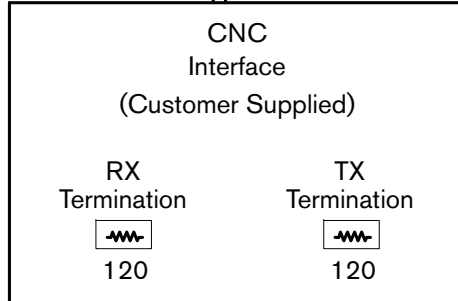 CNC
Interface
(Customer Supplied)
RX TX
Termination Termination
120 120